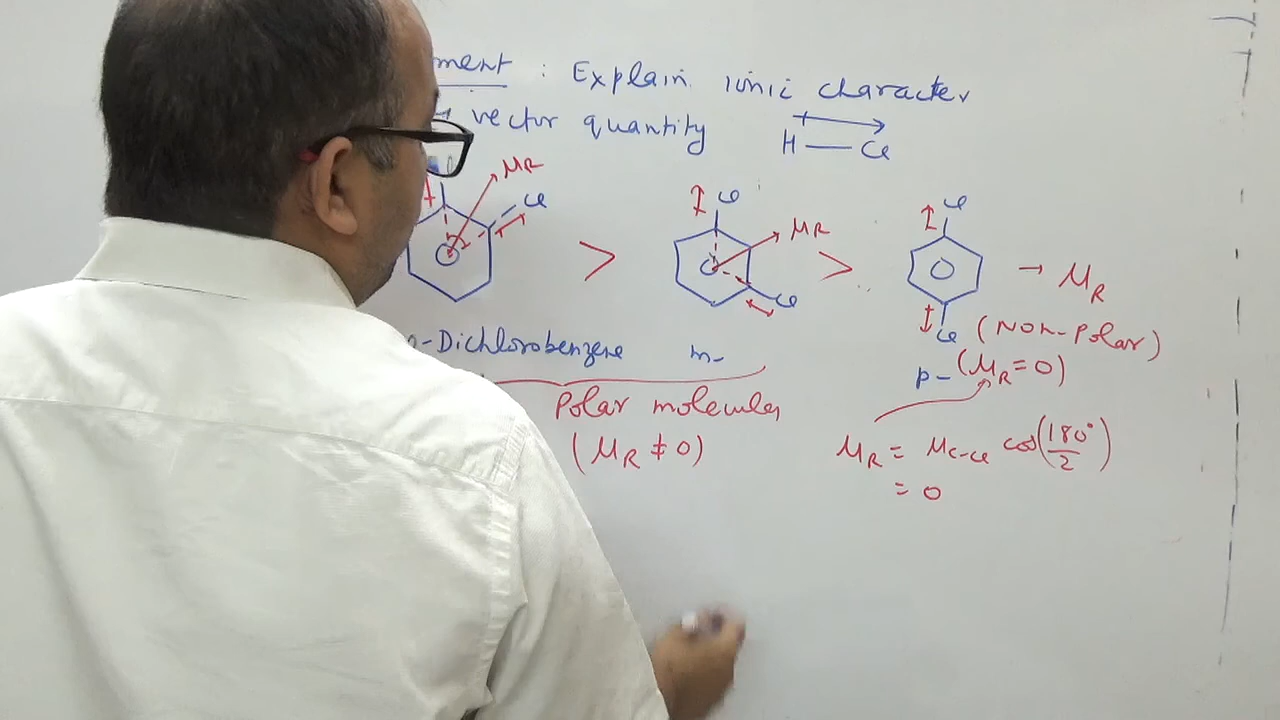 ment : Explain ionic character
vector quantity H — Cl
μR Cl
Cl μR Cl
>
>
Cl Cl → μR
(Non-Polar)
o-Dichlorobenzene m-
p- (μR = 0)
Polar molecules
(μR ≠ 0)
μR = μC-Cl cos(180°/2)
= 0